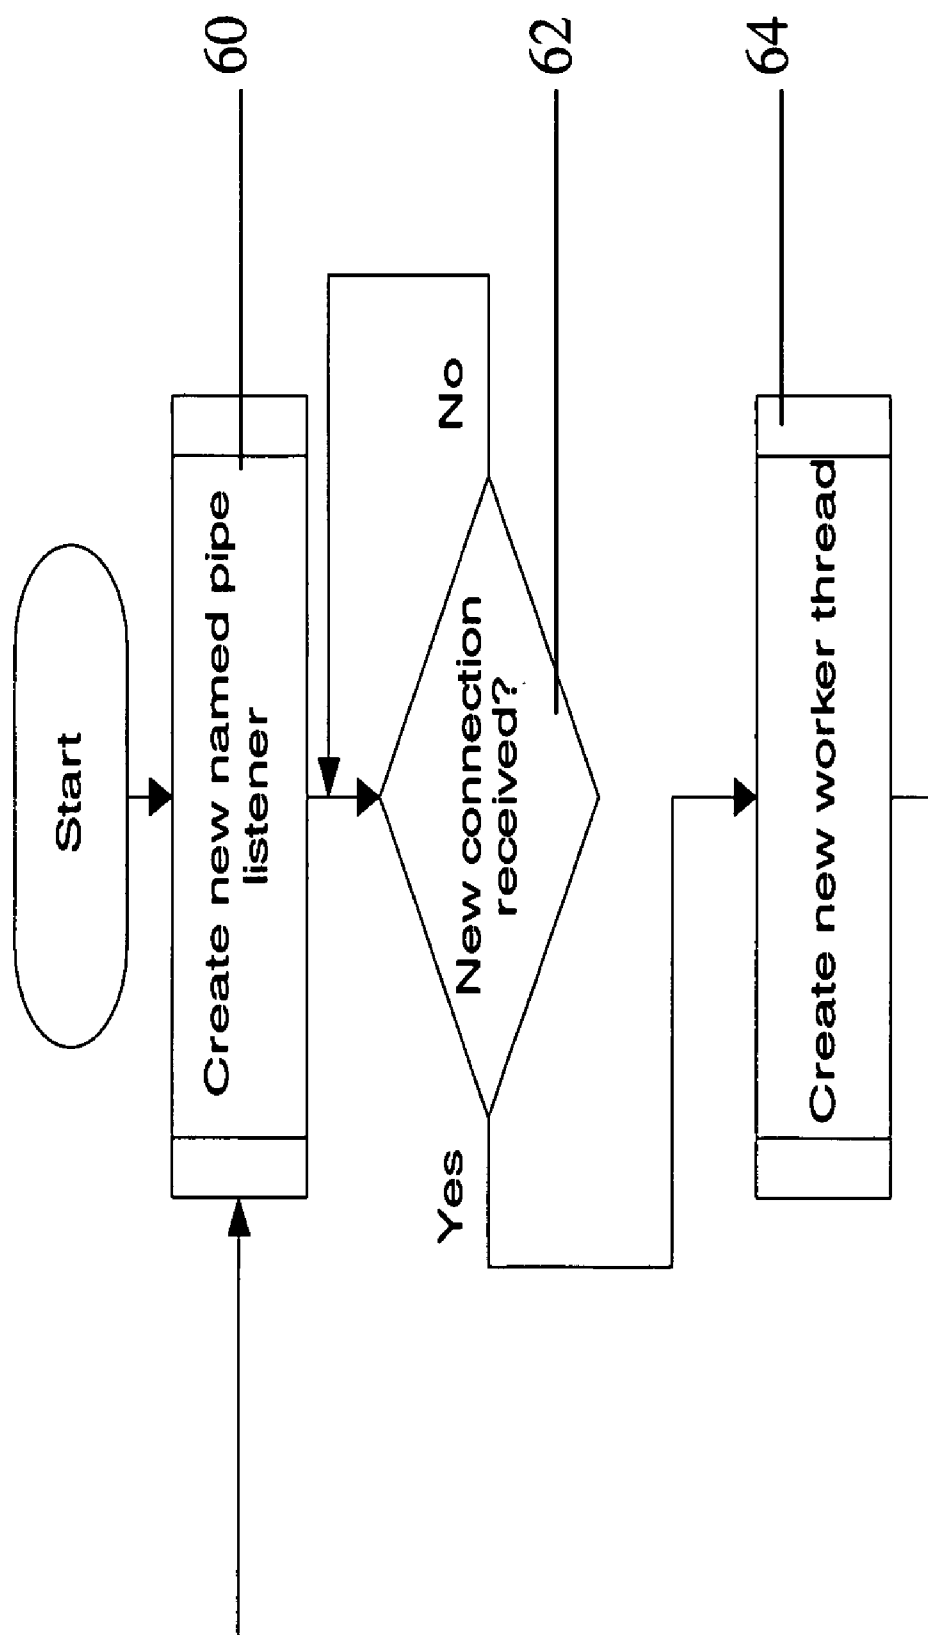 Start
Create new named pipe
listener
60
New connection
received?
62
No
Yes
Create new worker thread
64